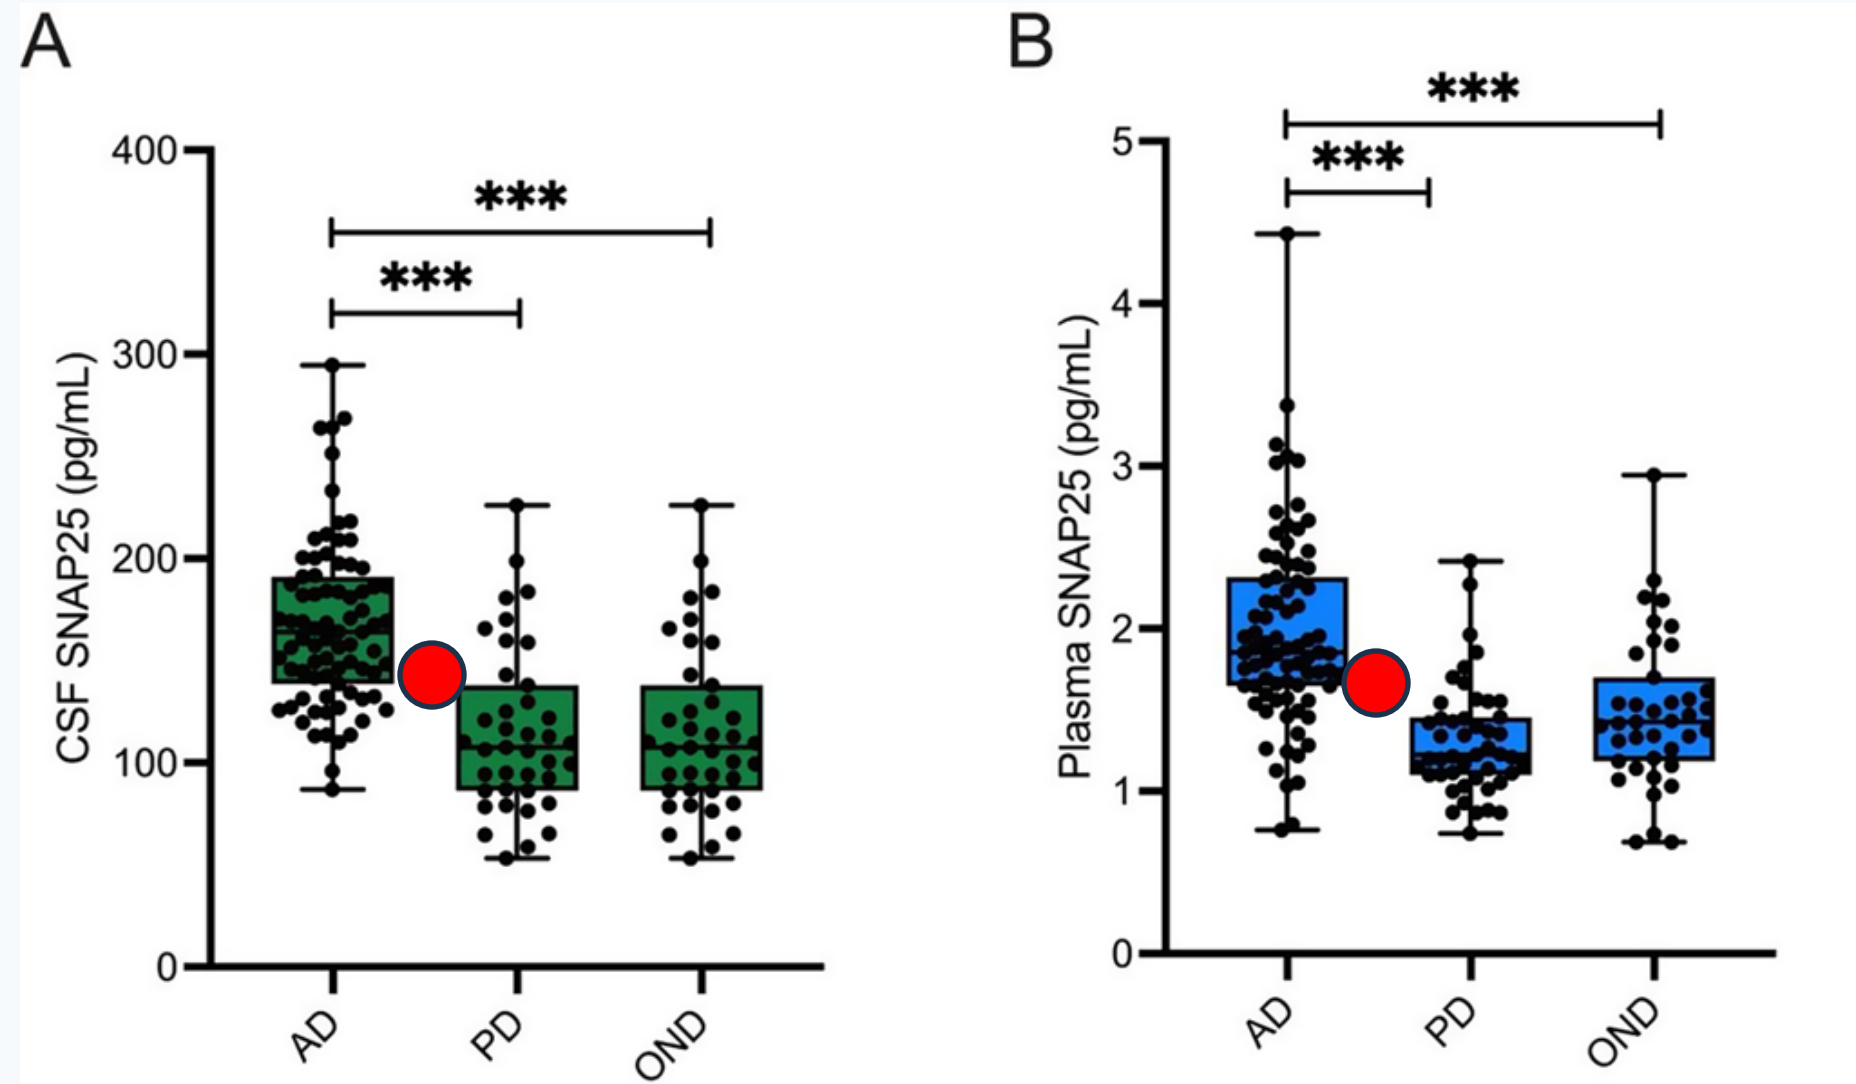 A
CSF SNAP25 (pg/mL)
400
300
200
100
0
***
***
AD
PD
OND
B
Plasma SNAP25 (pg/mL)
5
4
3
2
1
0
***
***
AD
PD
OND